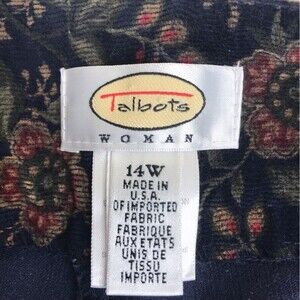 Talbots
WOMAN
14W
MADE IN
U.S.A.
OF IMPORTED
FABRIC
FABRIQUE
AUX ETATS
UNIS DE
TISSU
IMPORTE